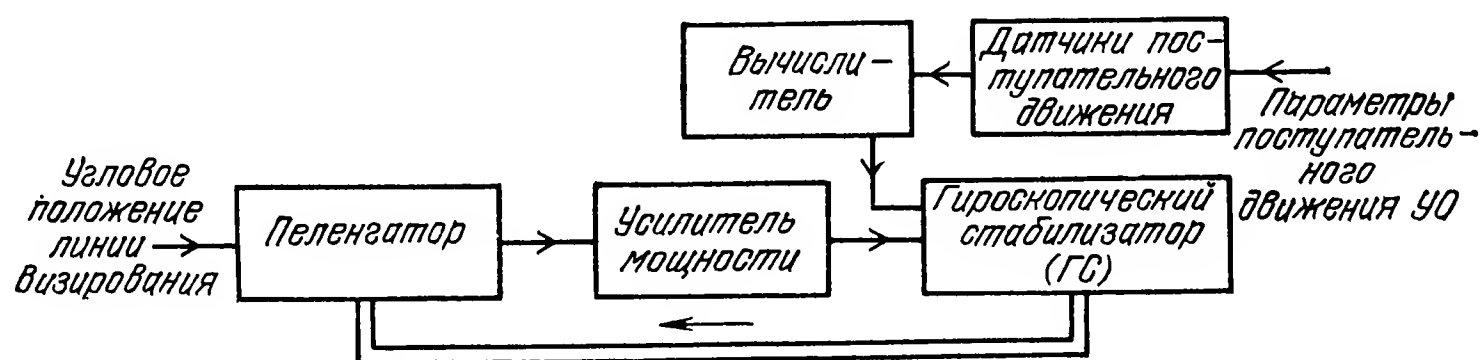 Вычисли-
тель
Датчики пос-
тупательного
движения
Параметры
поступатель-
ного
движения УО
Угловое
положение
линии
визирования
Пеленгатор
Усилитель
мощности
Гироскопический
стабилизатор
(ГС)